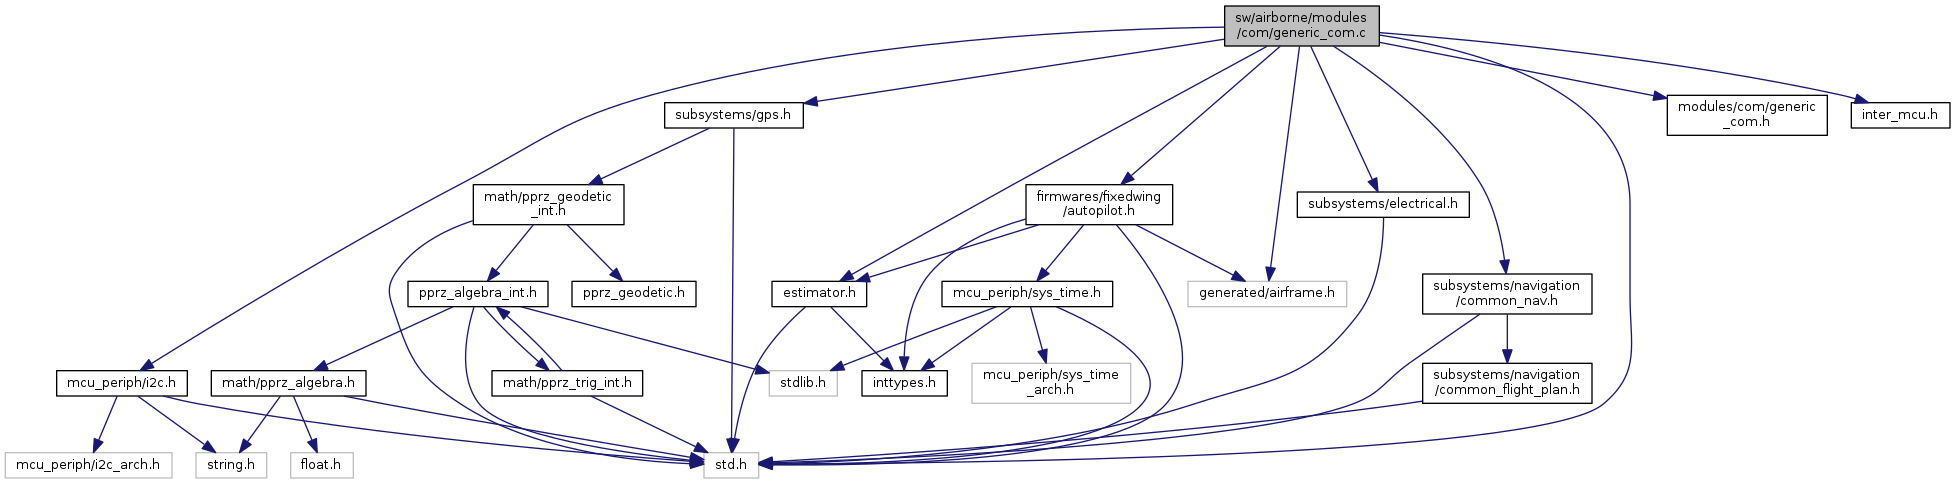 sw/airborne/modules
/com/generic_com.c
subsystems/gps.h
modules/com/generic
_com.h
inter_mcu.h
math/pprz_geodetic
_int.h
firmwares/fixedwing
/autopilot.h
subsystems/electrical.h
pprz_algebra_int.h
pprz_geodetic.h
estimator.h
mcu_periph/sys_time.h
generated/airframe.h
subsystems/navigation
/common_nav.h
mcu_periph/i2c.h
math/pprz_algebra.h
math/pprz_trig_int.h
stdlib.h
inttypes.h
mcu_periph/sys_time
_arch.h
subsystems/navigation
/common_flight_plan.h
mcu_periph/i2c_arch.h
string.h
float.h
std.h